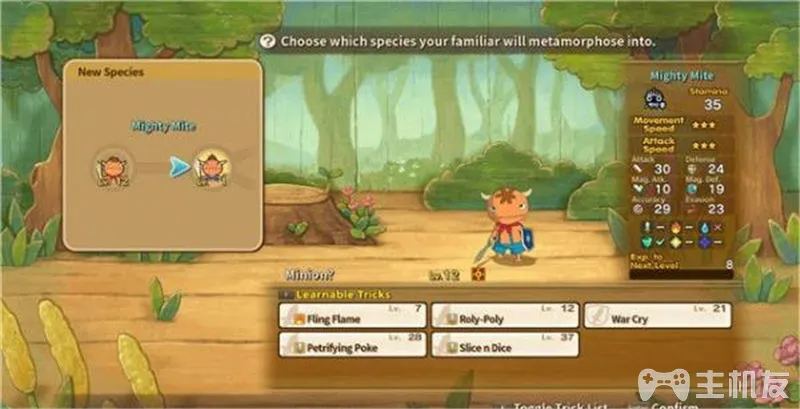 ? Choose which species your familiar will metamorphose into.
New Species
Mighty Mite
Mighty Mite
Stamina
35
Movement
Speed ★★★
Attack
Speed ★★★
Attack Defense
30 24
Mag. Atk. Mag. Def.
10 19
Accuracy Evasion
29 23
Exp. to
Next Level 8
Minion? Lv.12
Learnable Tricks
Fling Flame Lv. 7
Roly-Poly Lv. 12
War Cry Lv. 21
Petrifying Poke Lv. 28
Slice n Dice Lv. 37
Toggle Trick List Confirm
主机友